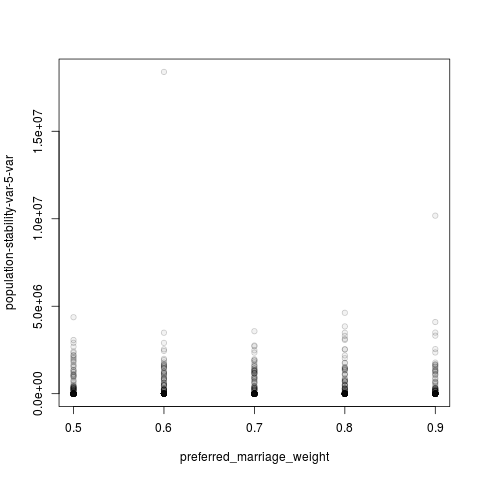 population-stability-var-5-var
1.5e+07
1.0e+07
5.0e+06
0.0e+00
0.5 0.6 0.7 0.8 0.9
preferred_marriage_weight